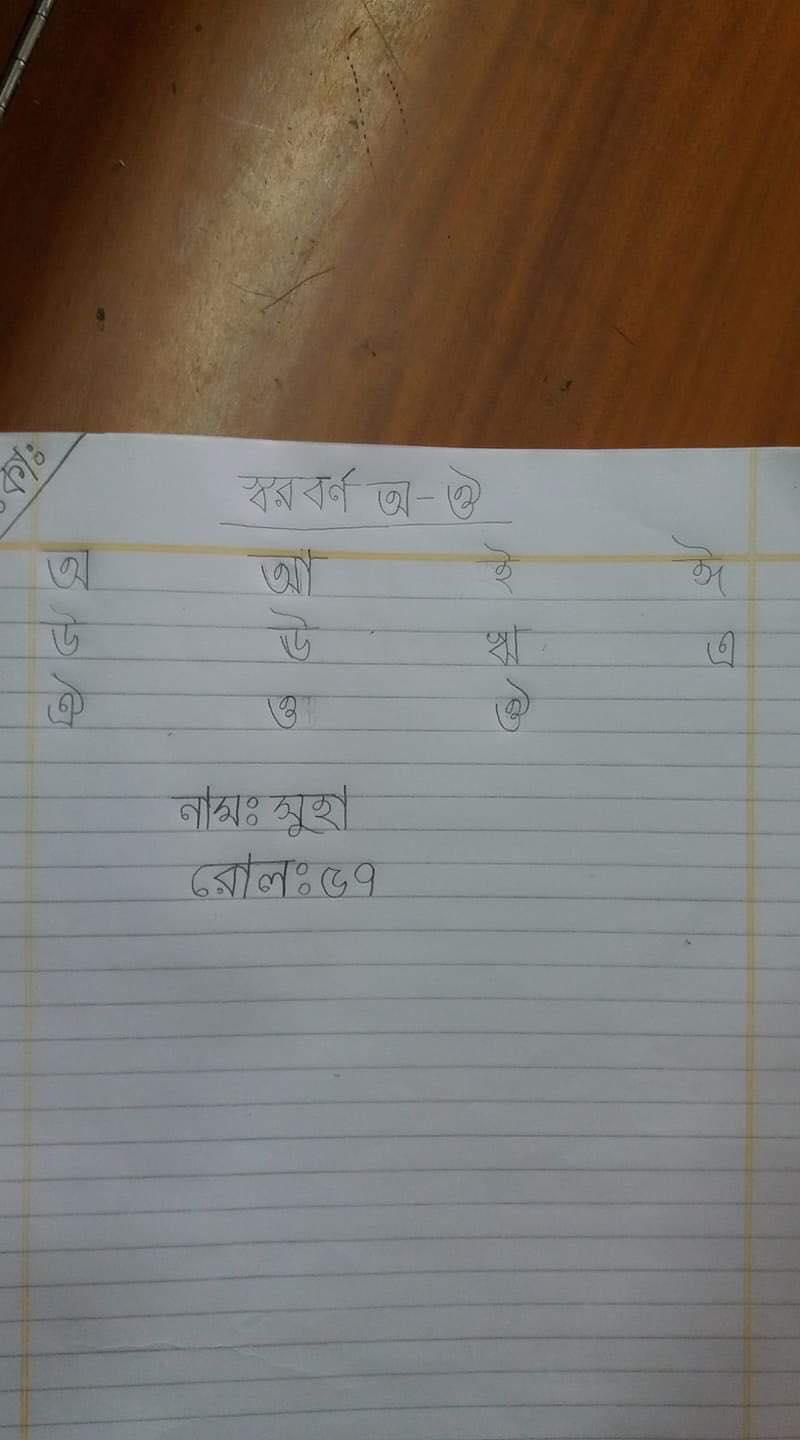 স্বরবর্ণ অ-ঔ
অ আ ই ঈ
উ ঊ ঋ এ
ঐ ও ঔ
নামঃ সুহা
রোলঃ ৬৭